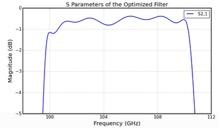 S Parameters of the Optimized Filter
S2,1
0
-1
-2
-3
-4
-5
Magnitude (dB)
100
104
108
112
Frequency (GHz)